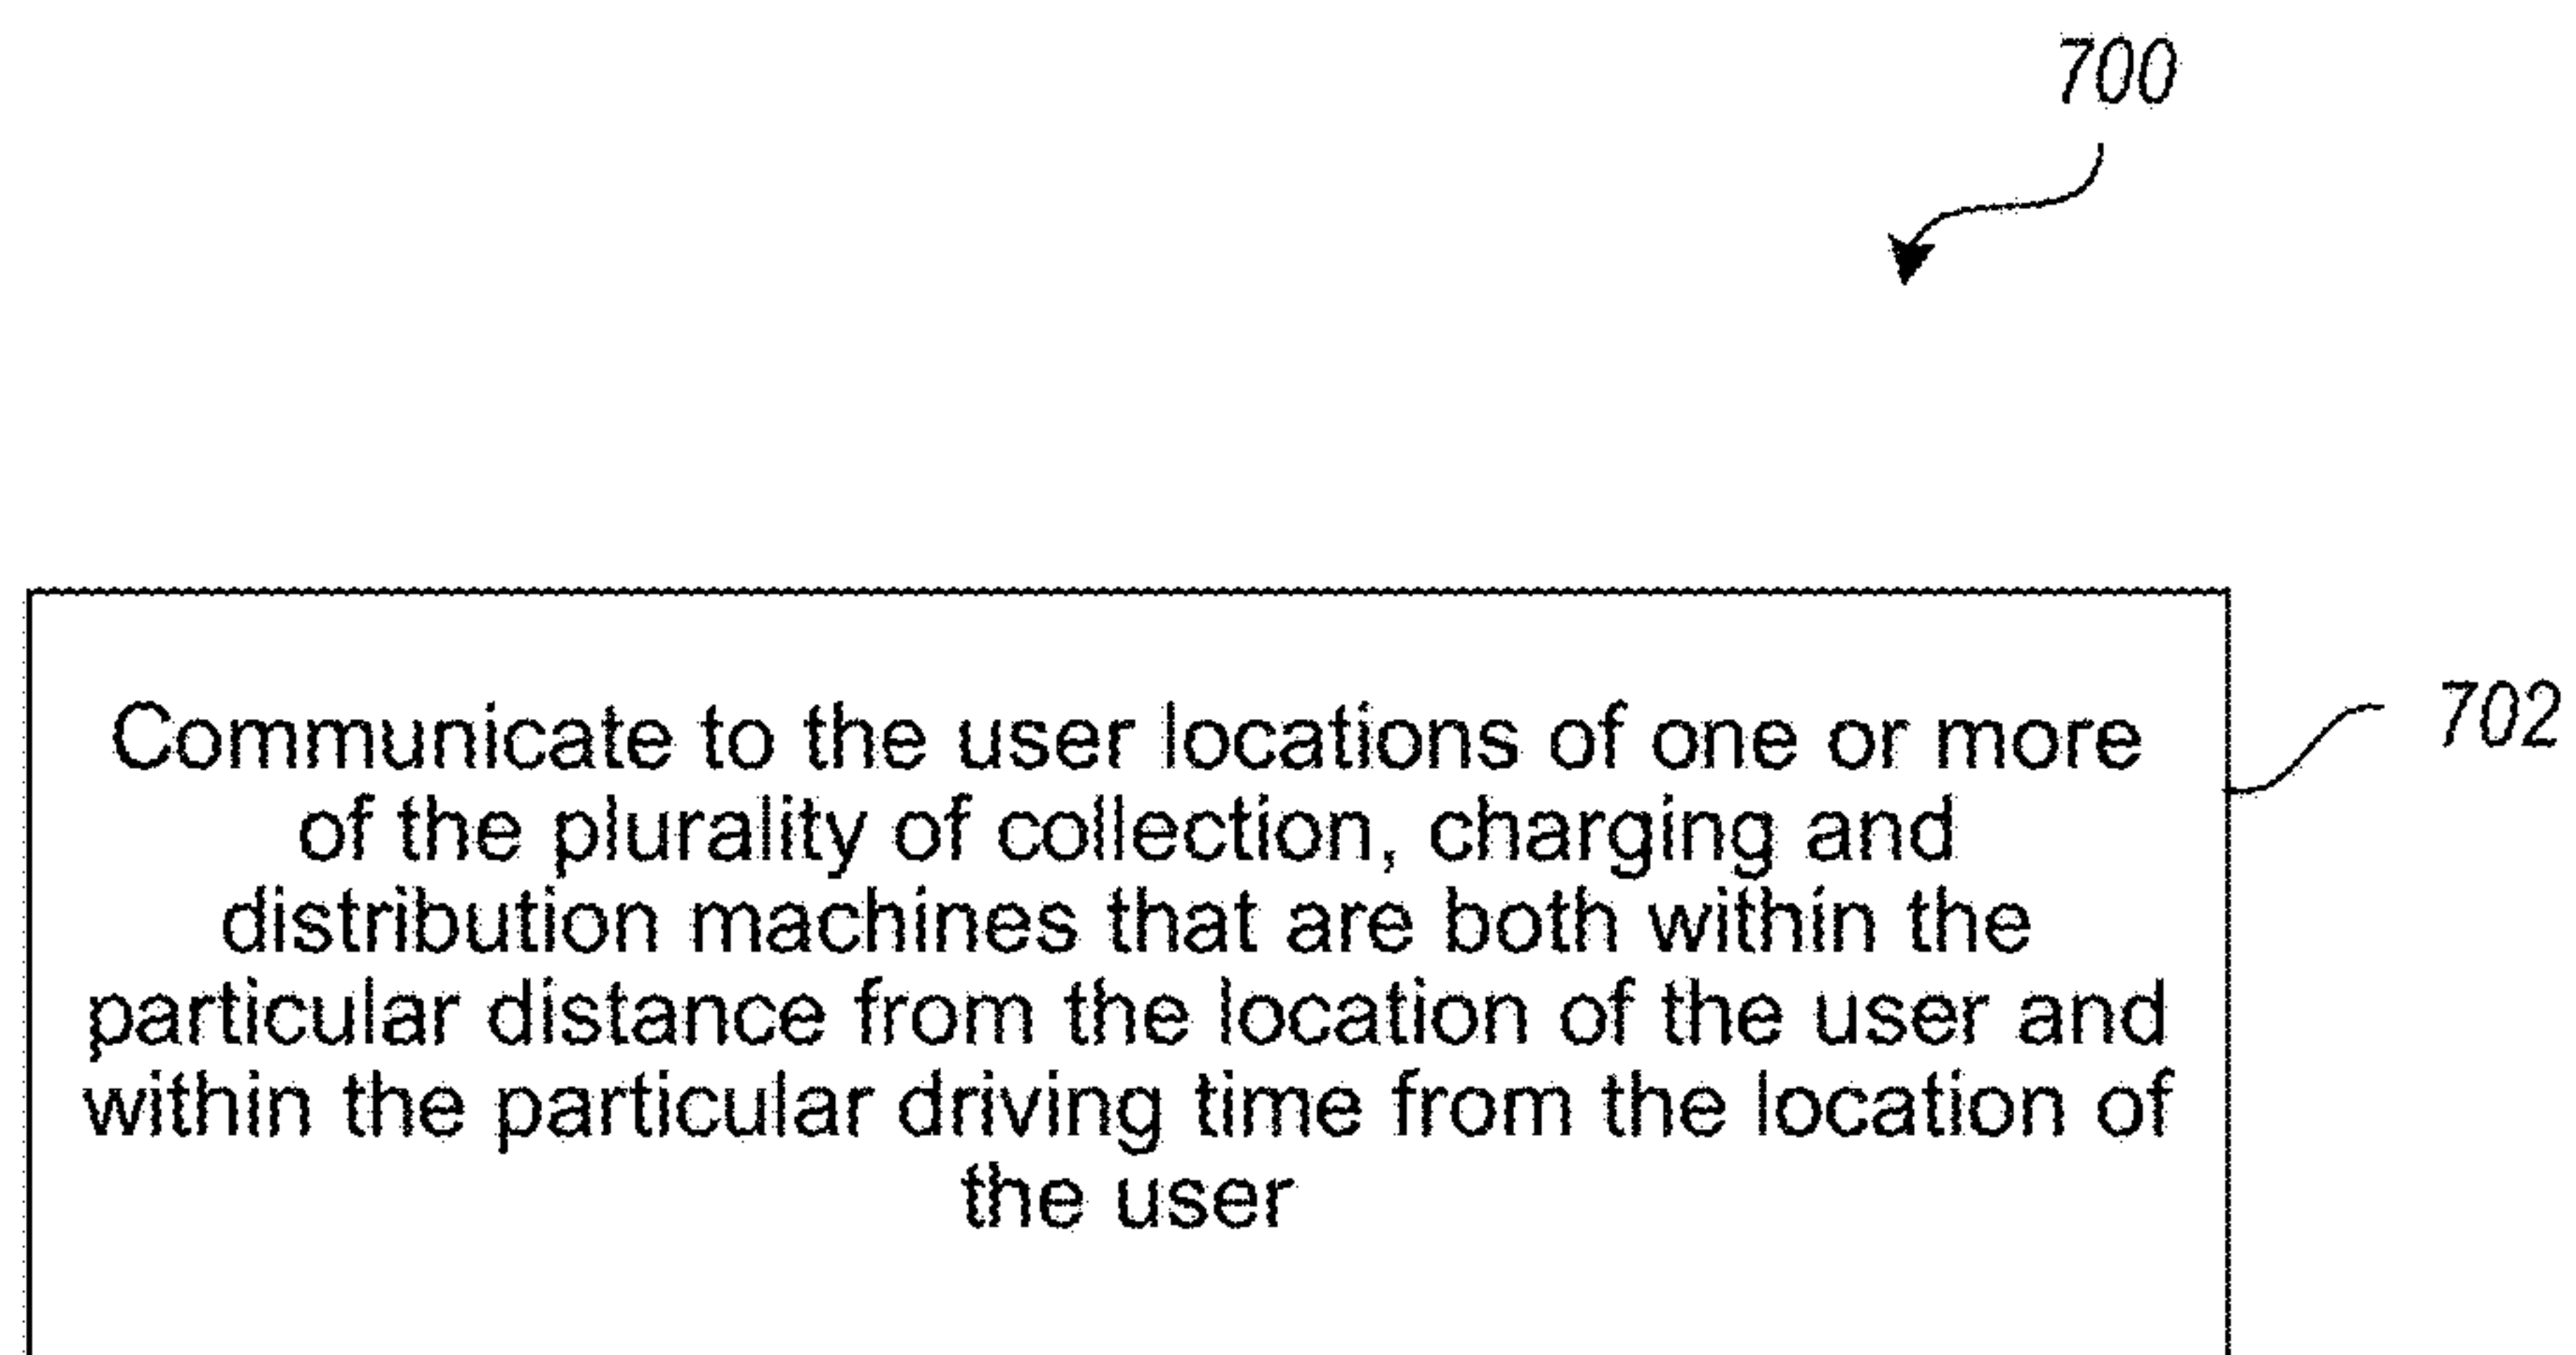 700
Communicate to the user locations of one or more
702
of the plurality of collection, charging and
distribution machines that are both within the
particular distance from the location of the user and
within the particular driving time from the location of
the user